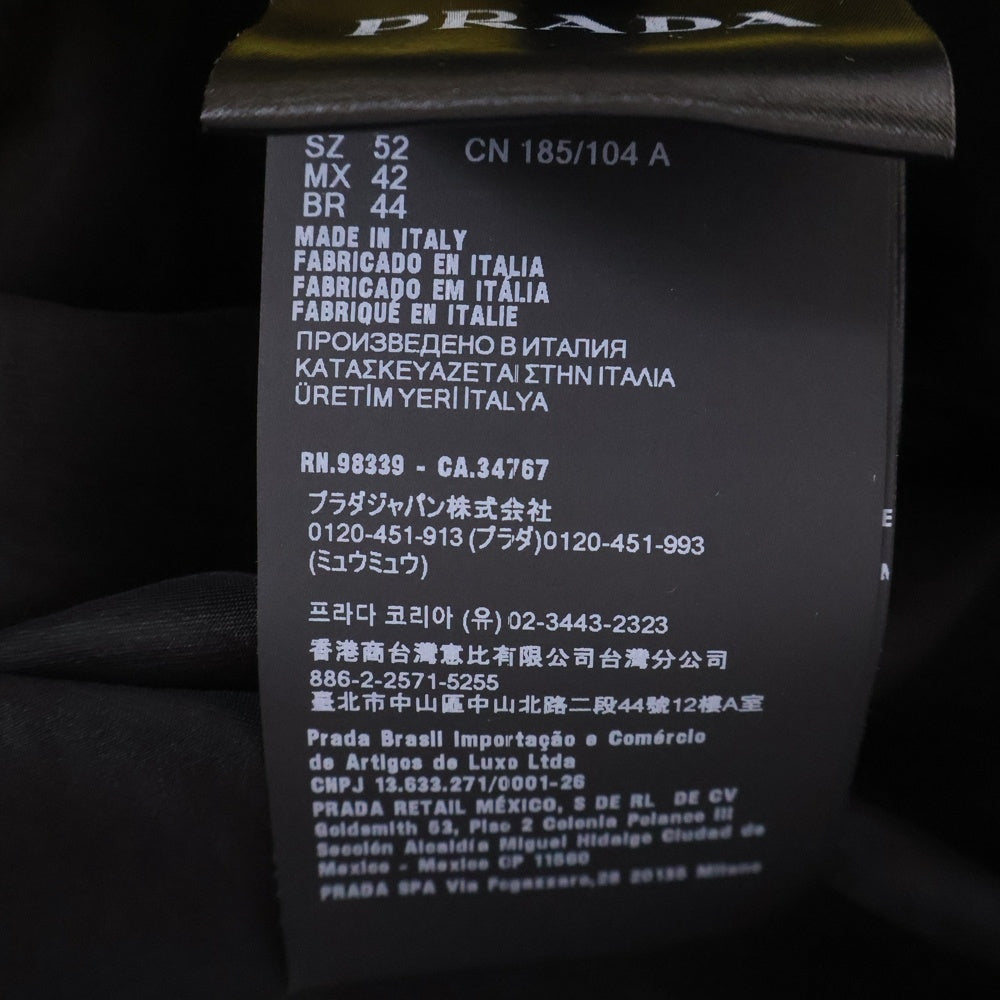 PRADA
SZ 52 CN 185/104 A
MX 42
BR 44
MADE IN ITALY
FABRICADO EN ITALIA
FABRICADO EM ITÁLIA
FABRIQUÉ EN ITALIE
ПРОИЗВЕДЕНО В ИТАЛИЯ
ΚΑΤΑΣΚΕΥΑΖΕΤΑΙ ΣΤΗΝ ΙΤΑΛΙΑ
ÜRETİM YERİ İTALYA
RN.98339 - CA.34767
プラダジャパン株式会社
0120-451-913 (プラダ)0120-451-993
(ミュウミュウ)
프라다 코리아 (유) 02-3443-2323
香港商台灣惠比有限公司台灣分公司
886-2-2571-5255
臺北市中山區中山北路二段44號12樓A室
Prada Brasil Importação e Comércio
de Artigos de Luxo Ltda
CNPJ 13.633.271/0001-26
PRADA RETAIL MÉXICO, S DE RL DE CV
Goldsmith 53, Piso 2 Colonia Polanco III
Sección Alcaldía Miguel Hidalgo Ciudad de
Mexico - Mexico CP 11560
PRADA SPA Via Fogazzaro,28 20135 Milano
E